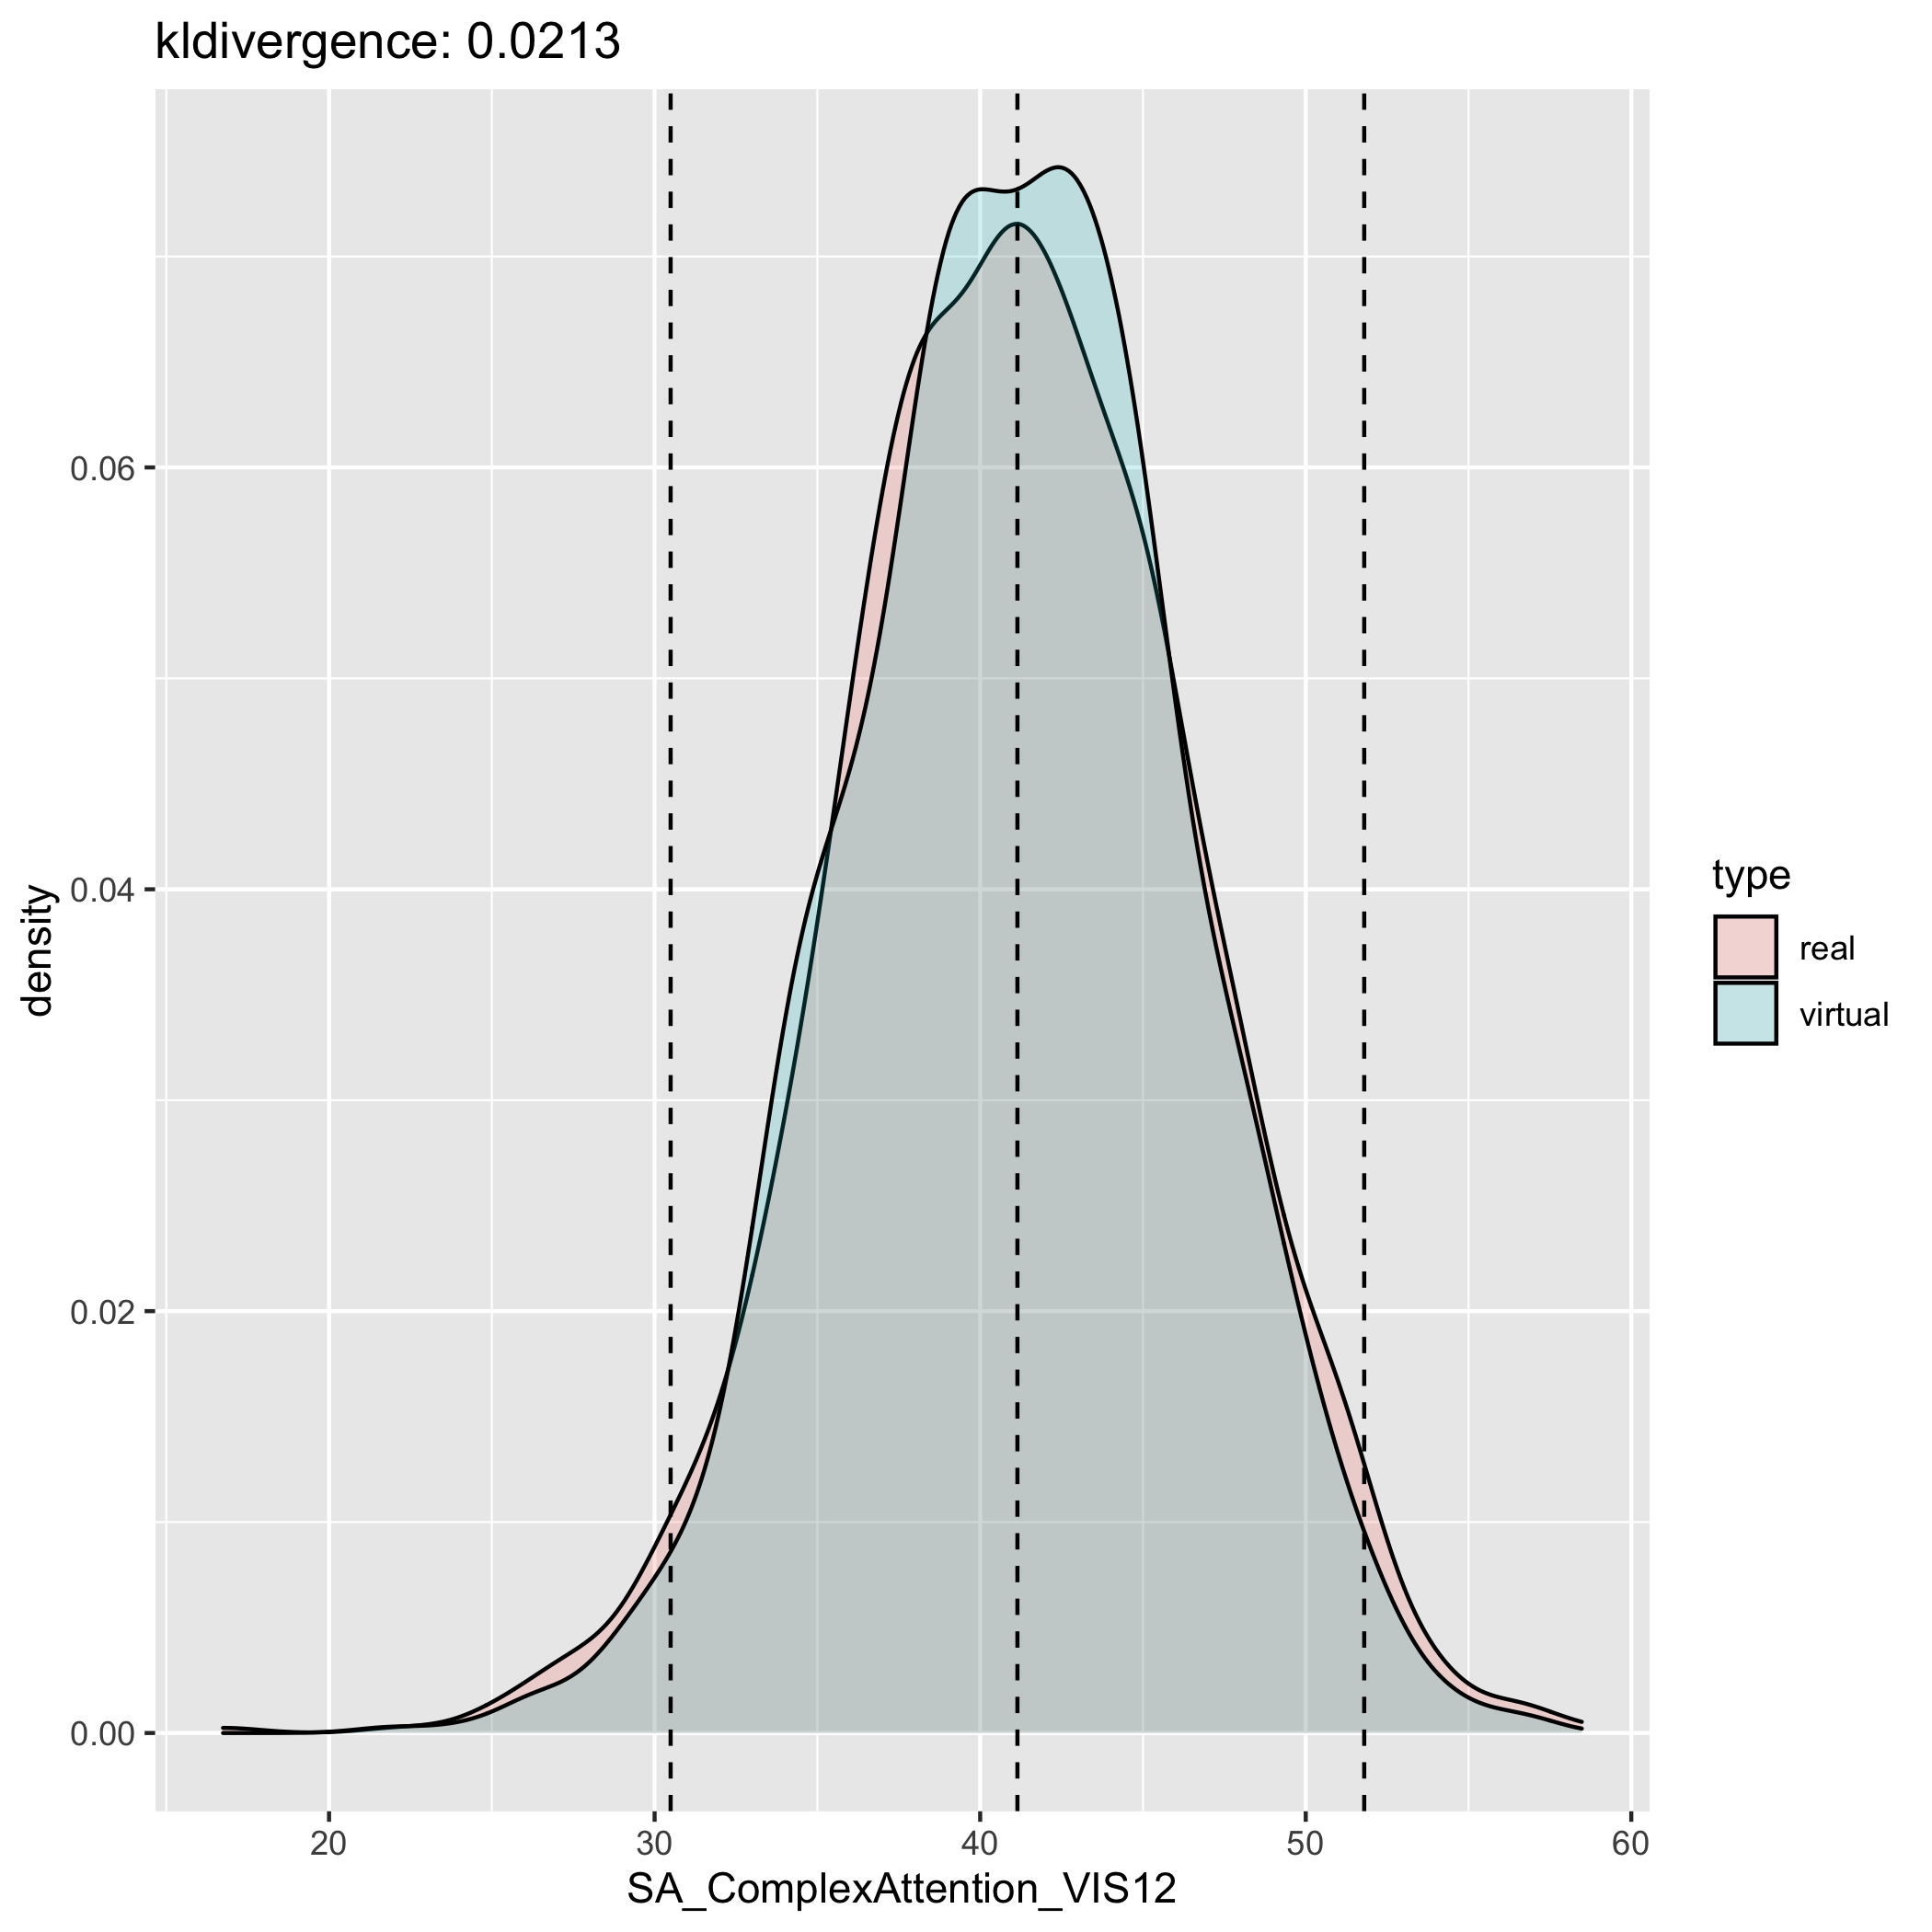 kldivergence: 0.0213
density
0.06
0.04
0.02
0.00
20 30 40 50 60
SA_ComplexAttention_VIS12
type
real
virtual